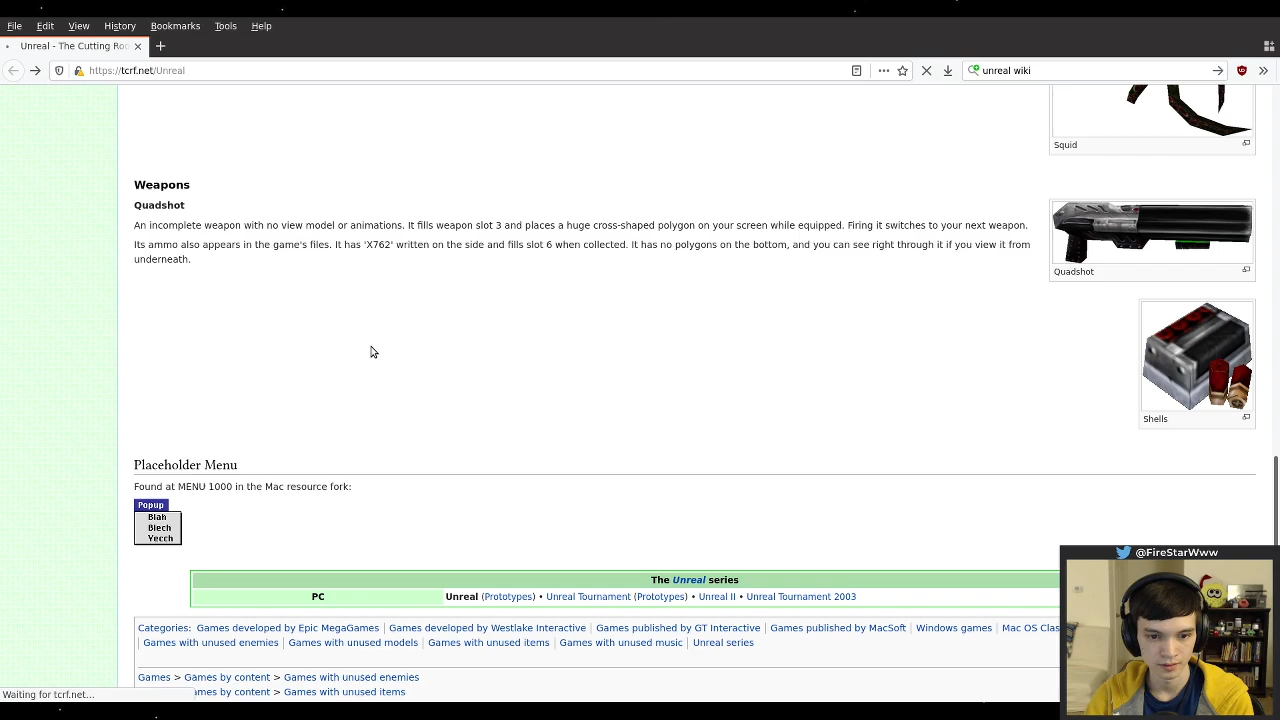 File Edit View History Bookmarks Tools Help
Unreal - The Cutting Roo
https://tcrf.net/Unreal
unreal wiki
Squid
Weapons
Quadshot
An incomplete weapon with no view model or animations. It fills weapon slot 3 and places a huge cross-shaped polygon on your screen while equipped. Firing it switches to your next weapon.
Its ammo also appears in the game's files. It has 'X762' written on the side and fills slot 6 when collected. It has no polygons on the bottom, and you can see right through it if you view it from
underneath.
Quadshot
Shells
Placeholder Menu
Found at MENU 1000 in the Mac resource fork:
Popup
Blah
Blech
Yecch
@FireStarWww
The Unreal series
PC Unreal (Prototypes) • Unreal Tournament (Prototypes) • Unreal II • Unreal Tournament 2003
Categories: Games developed by Epic MegaGames | Games developed by Westlake Interactive | Games published by GT Interactive | Games published by MacSoft | Windows games | Mac OS Clas
Games with unused enemies | Games with unused models | Games with unused items | Games with unused music | Unreal series
Games > Games by content > Games with unused enemies
ames by content > Games with unused items
Waiting for tcrf.net...